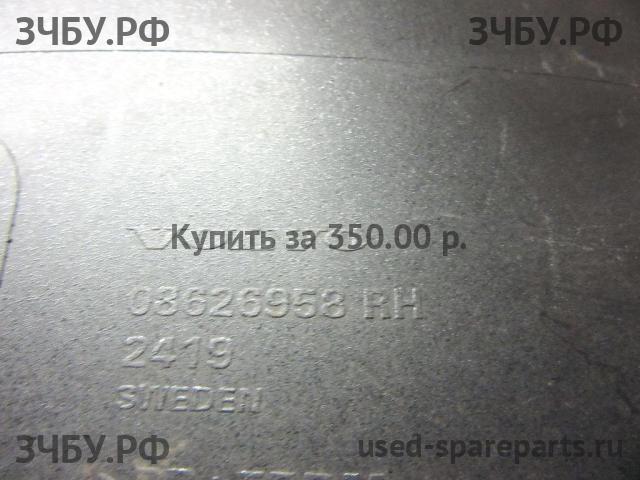 ЗЧБУ.РФ ЗЧБУ.РФ
Купить за 350.00 р.
08626958 RH
2419
SWEDEN
ЗЧБУ.РФ used-spareparts.ru